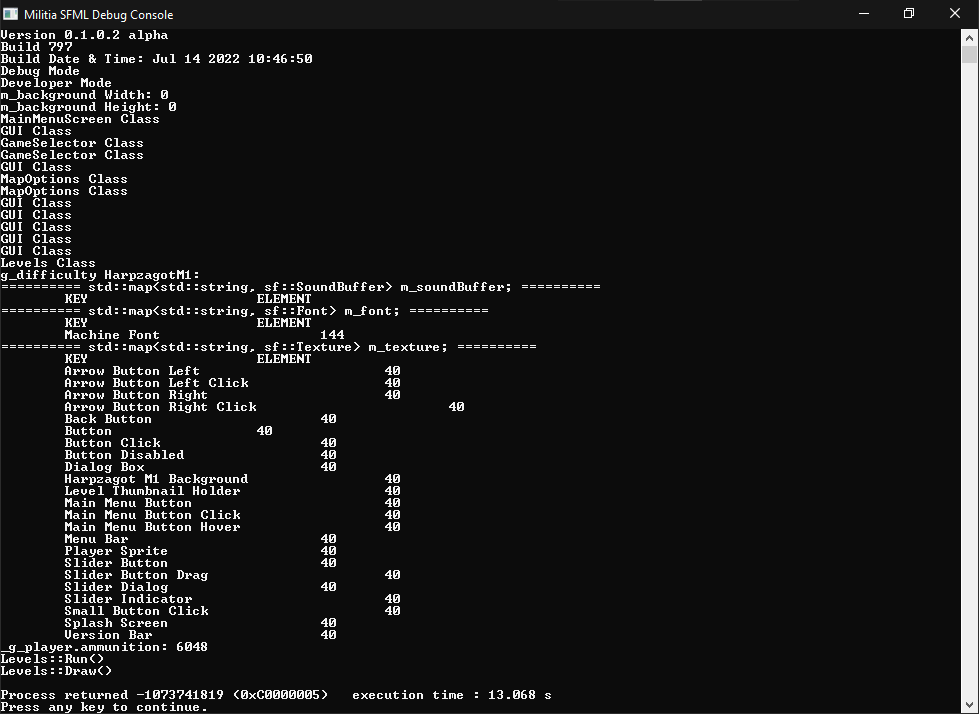 Militia SFML Debug Console
Version 0.1.0.2 alpha
Build 797
Build Date & Time: Jul 14 2022 10:46:50
Debug Mode
Developer Mode
m_background Width: 0
m_background Height: 0
MainMenuScreen Class
GUI Class
GameSelector Class
GameSelector Class
GUI Class
MapOptions Class
MapOptions Class
GUI Class
GUI Class
GUI Class
GUI Class
GUI Class
Levels Class
g_difficulty HarpzagotM1:
========== std::map<std::string, sf::SoundBuffer> m_soundBuffer; ==========
KEY ELEMENT
========== std::map<std::string, sf::Font> m_font; ==========
KEY ELEMENT
Machine Font 144
========== std::map<std::string, sf::Texture> m_texture; ==========
KEY ELEMENT
Arrow Button Left 40
Arrow Button Left Click 40
Arrow Button Right 40
Arrow Button Right Click 40
Back Button 40
Button 40
Button Click 40
Button Disabled 40
Dialog Box 40
Harpzagot M1 Background 40
Level Thumbnail Holder 40
Main Menu Button 40
Main Menu Button Click 40
Main Menu Button Hover 40
Menu Bar 40
Player Sprite 40
Slider Button 40
Slider Button Drag 40
Slider Dialog 40
Slider Indicator 40
Small Button Click 40
Splash Screen 40
Version Bar 40
_g_player.ammunition: 6048
Levels::Run()
Levels::Draw()
Process returned -1073741819 (0xC0000005) execution time : 13.068 s
Press any key to continue.